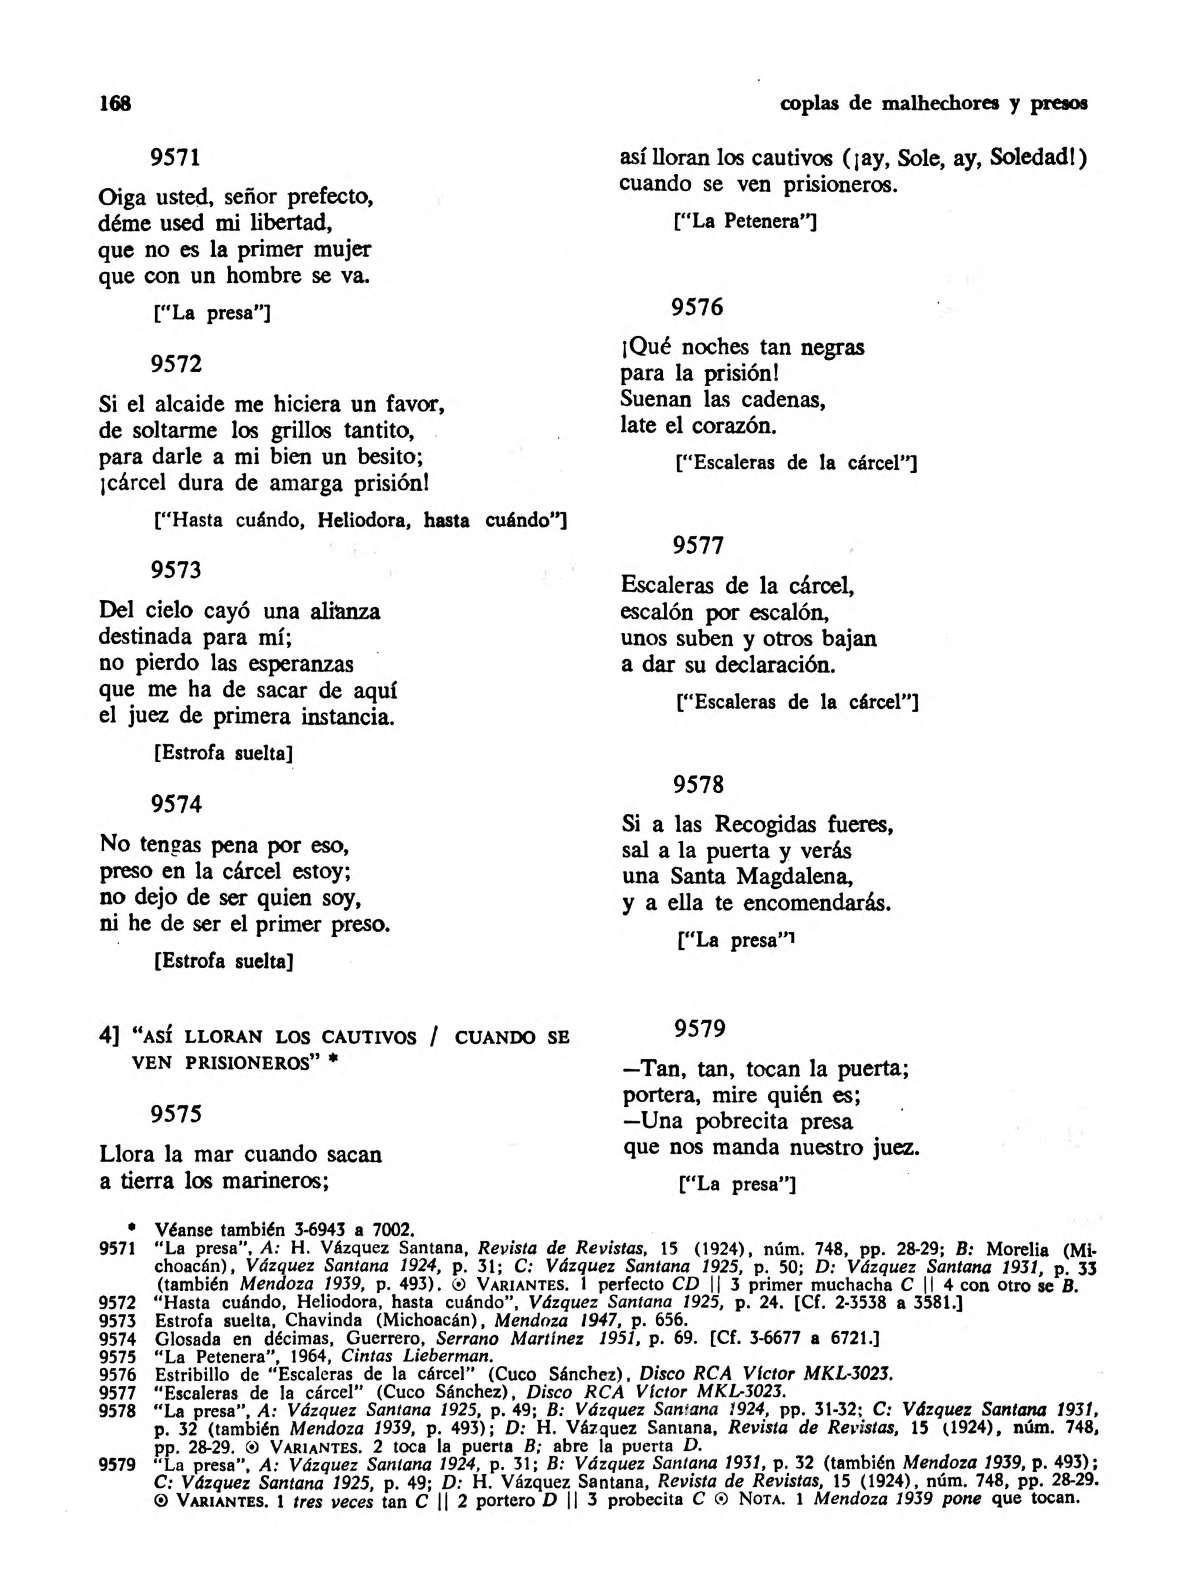 168
coplas de malhechores y presos
9571
Oiga usted, señor prefecto,
déme used mi libertad,
que no es la primer mujer
que con un hombre se va.
["La presa"]
9572
Si el alcaide me hiciera un favor,
de soltarme los grillos tantito,
para darle a mi bien un besito;
¡cárcel dura de amarga prisión!
["Hasta cuándo, Heliodora, hasta cuándo"]
9573
Del cielo cayó una alianza
destinada para mí;
no pierdo las esperanzas
que me ha de sacar de aquí
el juez de primera instancia.
[Estrofa suelta]
9574
No tengas pena por eso,
preso en la cárcel estoy;
no dejo de ser quien soy,
ni he de ser el primer preso.
[Estrofa suelta]
4] "ASÍ LLORAN LOS CAUTIVOS / CUANDO SE
VEN PRISIONEROS" *
9575
Llora la mar cuando sacan
a tierra los marineros;
así lloran los cautivos (¡ay, Sole, ay, Soledad!)
cuando se ven prisioneros.
["La Petenera"]
9576
¡Qué noches tan negras
para la prisión!
Suenan las cadenas,
late el corazón.
["Escaleras de la cárcel"]
9577
Escaleras de la cárcel,
escalón por escalón,
unos suben y otros bajan
a dar su declaración.
["Escaleras de la cárcel"]
9578
Si a las Recogidas fueres,
sal a la puerta y verás
una Santa Magdalena,
y a ella te encomendarás.
["La presa"]
9579
—Tan, tan, tocan la puerta;
portera, mire quién es;
—Una pobrecita presa
que nos manda nuestro juez.
["La presa"]
* Véanse también 3-6943 a 7002.
9571 "La presa", A: H. Vázquez Santana, Revista de Revistas, 15 (1924), núm. 748, pp. 28-29; B: Morelia (Mi-
choacán), Vázquez Santana 1924, p. 31; C: Vázquez Santana 1925, p. 50; D: Vázquez Santana 1931, p. 33
(también Mendoza 1939, p. 493). ⊙ VARIANTES. 1 perfecto CD || 3 primer muchacha C || 4 con otro se B.
9572 "Hasta cuándo, Heliodora, hasta cuándo", Vázquez Santana 1925, p. 24. [Cf. 2-3538 a 3581.]
9573 Estrofa suelta, Chavinda (Michoacán), Mendoza 1947, p. 656.
9574 Glosada en décimas, Guerrero, Serrano Martínez 1951, p. 69. [Cf. 3-6677 a 6721.]
9575 "La Petenera", 1964, Cintas Lieberman.
9576 Estribillo de "Escaleras de la cárcel" (Cuco Sánchez), Disco RCA Víctor MKL-3023.
9577 "Escaleras de la cárcel" (Cuco Sánchez), Disco RCA Víctor MKL-3023.
9578 "La presa", A: Vázquez Santana 1925, p. 49; B: Vázquez Santana 1924, pp. 31-32; C: Vázquez Santana 1931,
p. 32 (también Mendoza 1939, p. 493); D: H. Vázquez Santana, Revista de Revistas, 15 (1924), núm. 748,
pp. 28-29. ⊙ VARIANTES. 2 toca la puerta B; abre la puerta D.
9579 "La presa", A: Vázquez Santana 1924, p. 31; B: Vázquez Santana 1931, p. 32 (también Mendoza 1939, p. 493);
C: Vázquez Santana 1925, p. 49; D: H. Vázquez Santana, Revista de Revistas, 15 (1924), núm. 748, pp. 28-29.
⊙ VARIANTES. 1 tres veces tan C || 2 portero D || 3 probecita C ⊙ NOTA. 1 Mendoza 1939 pone que tocan.